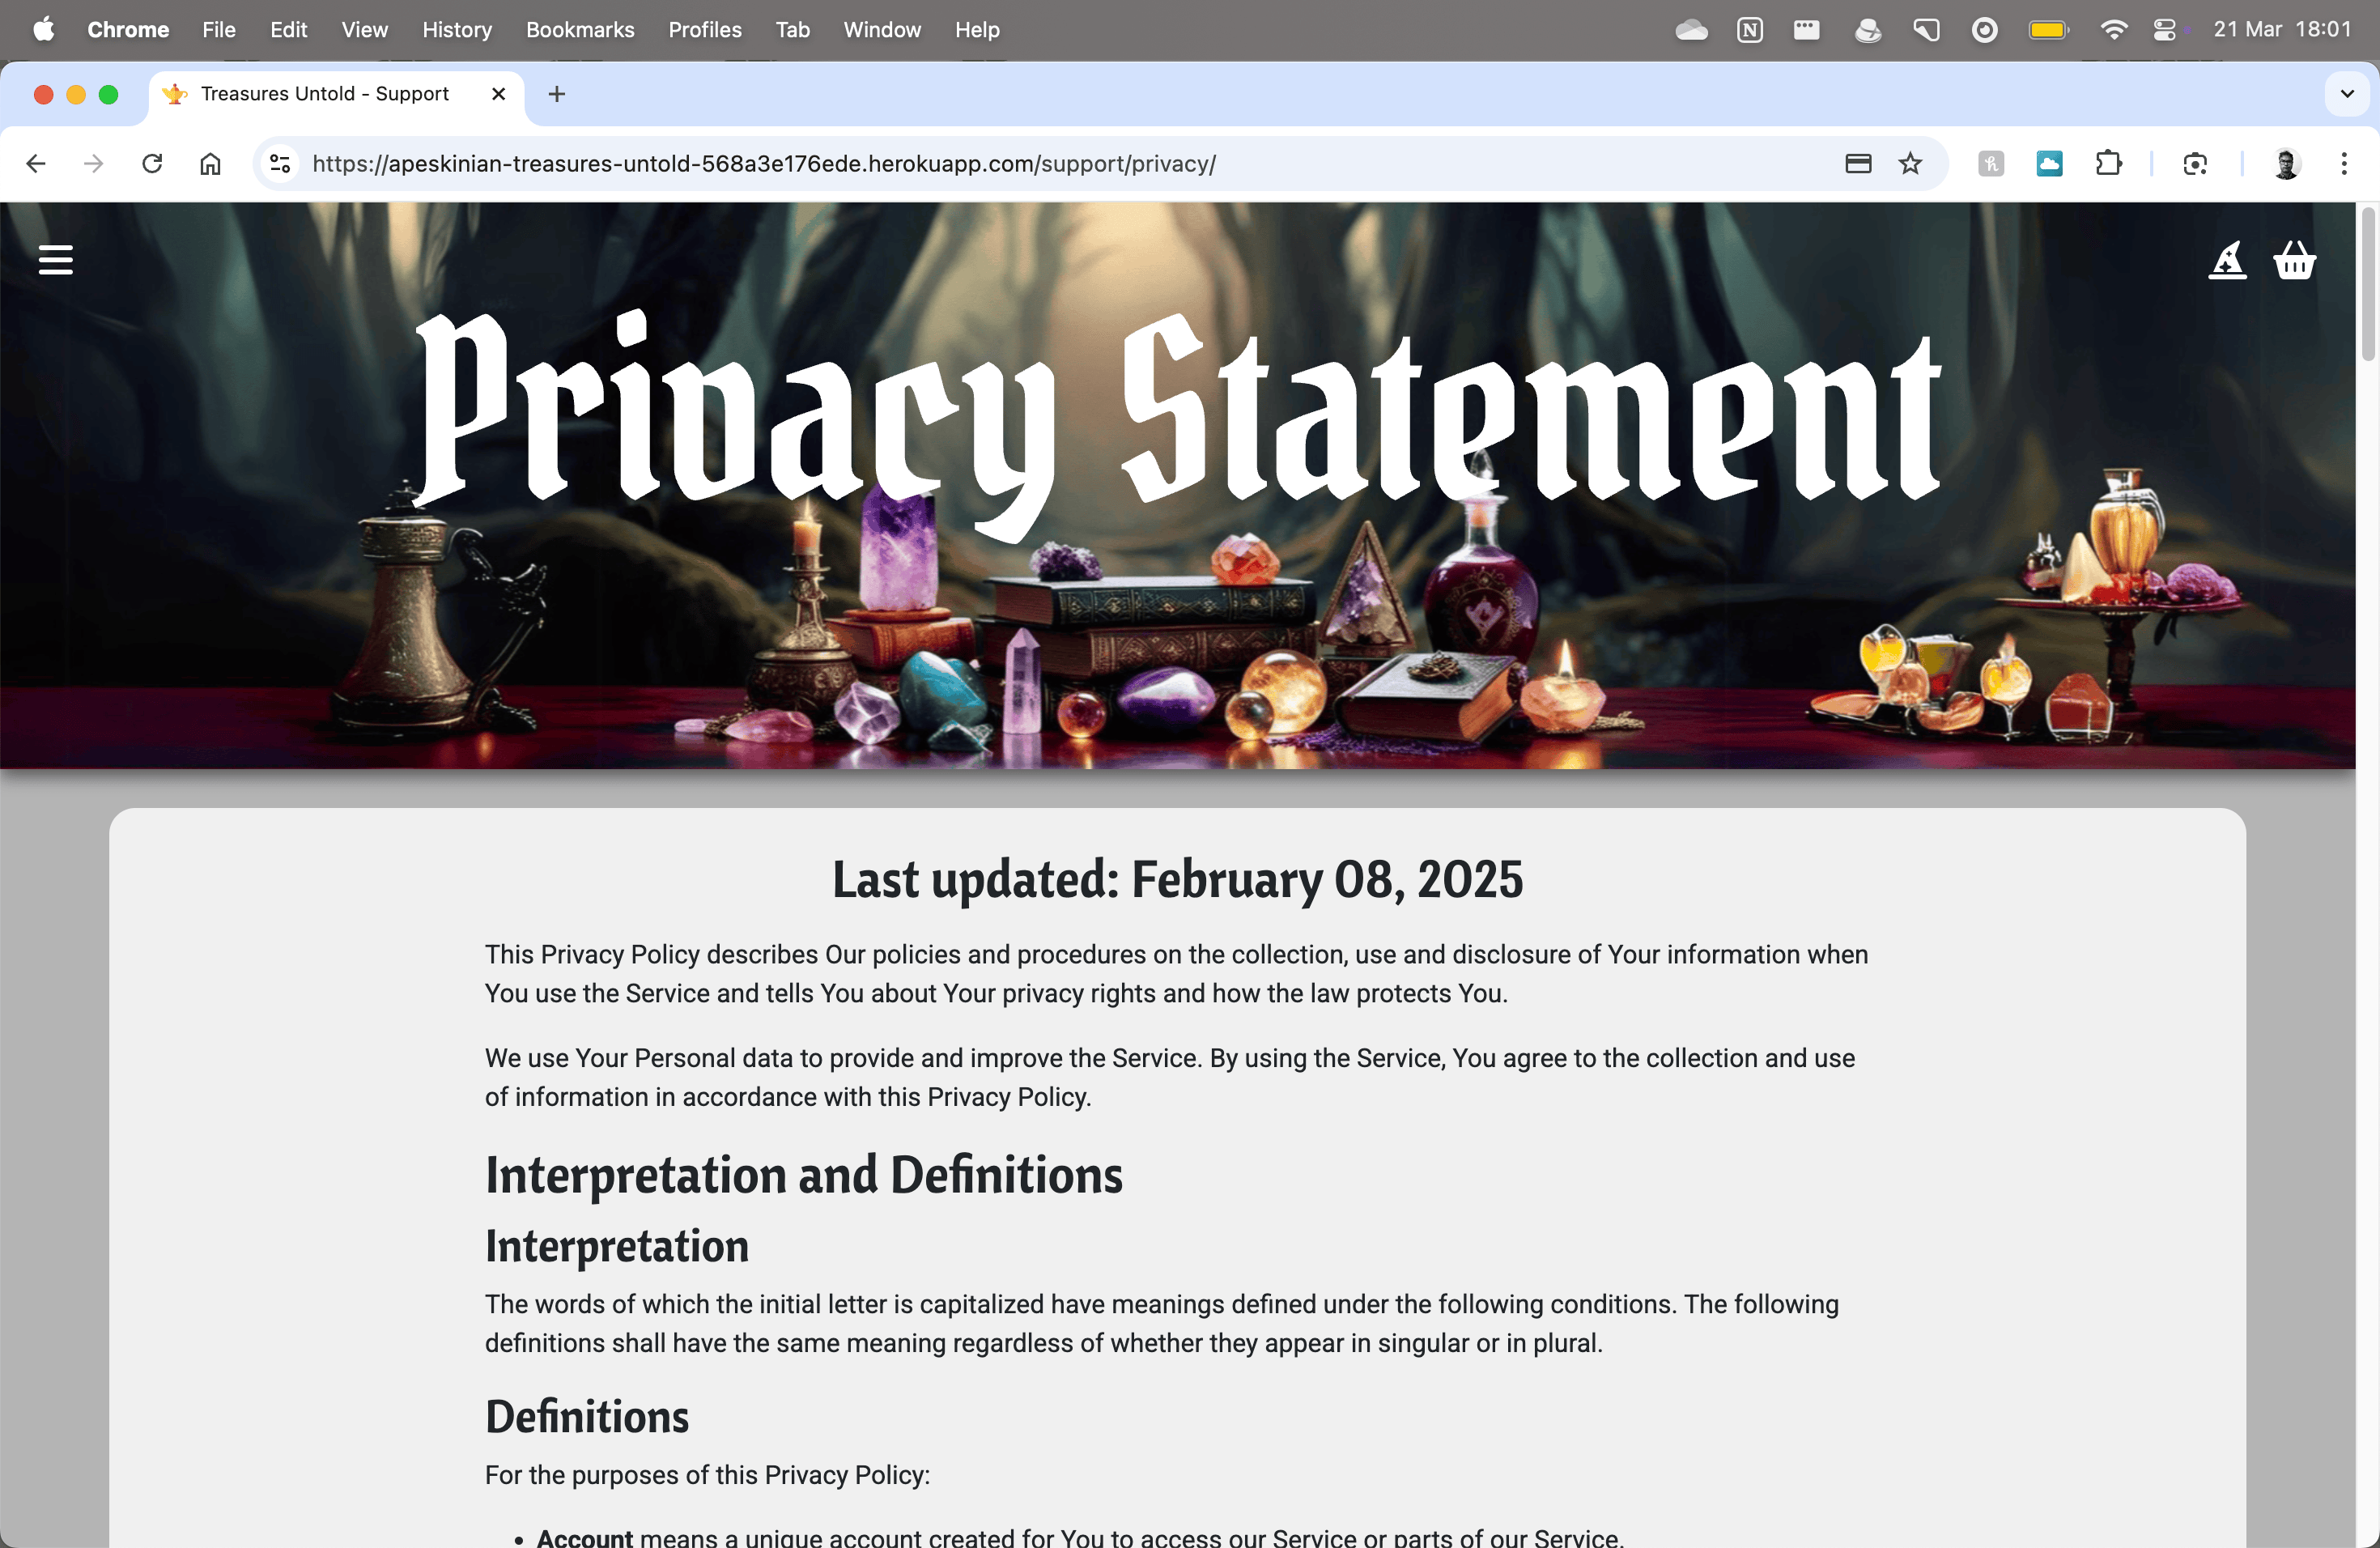 Chrome File Edit View History Bookmarks Profiles Tab Window Help 21 Mar 18:01
Treasures Untold - Support
https://apeskinian-treasures-untold-568a3e176ede.herokuapp.com/support/privacy/
Privacy Statement
Last updated: February 08, 2025
This Privacy Policy describes Our policies and procedures on the collection, use and disclosure of Your information when
You use the Service and tells You about Your privacy rights and how the law protects You.
We use Your Personal data to provide and improve the Service. By using the Service, You agree to the collection and use
of information in accordance with this Privacy Policy.
Interpretation and Definitions
Interpretation
The words of which the initial letter is capitalized have meanings defined under the following conditions. The following
definitions shall have the same meaning regardless of whether they appear in singular or in plural.
Definitions
For the purposes of this Privacy Policy:
• Account means a unique account created for You to access our Service or parts of our Service.